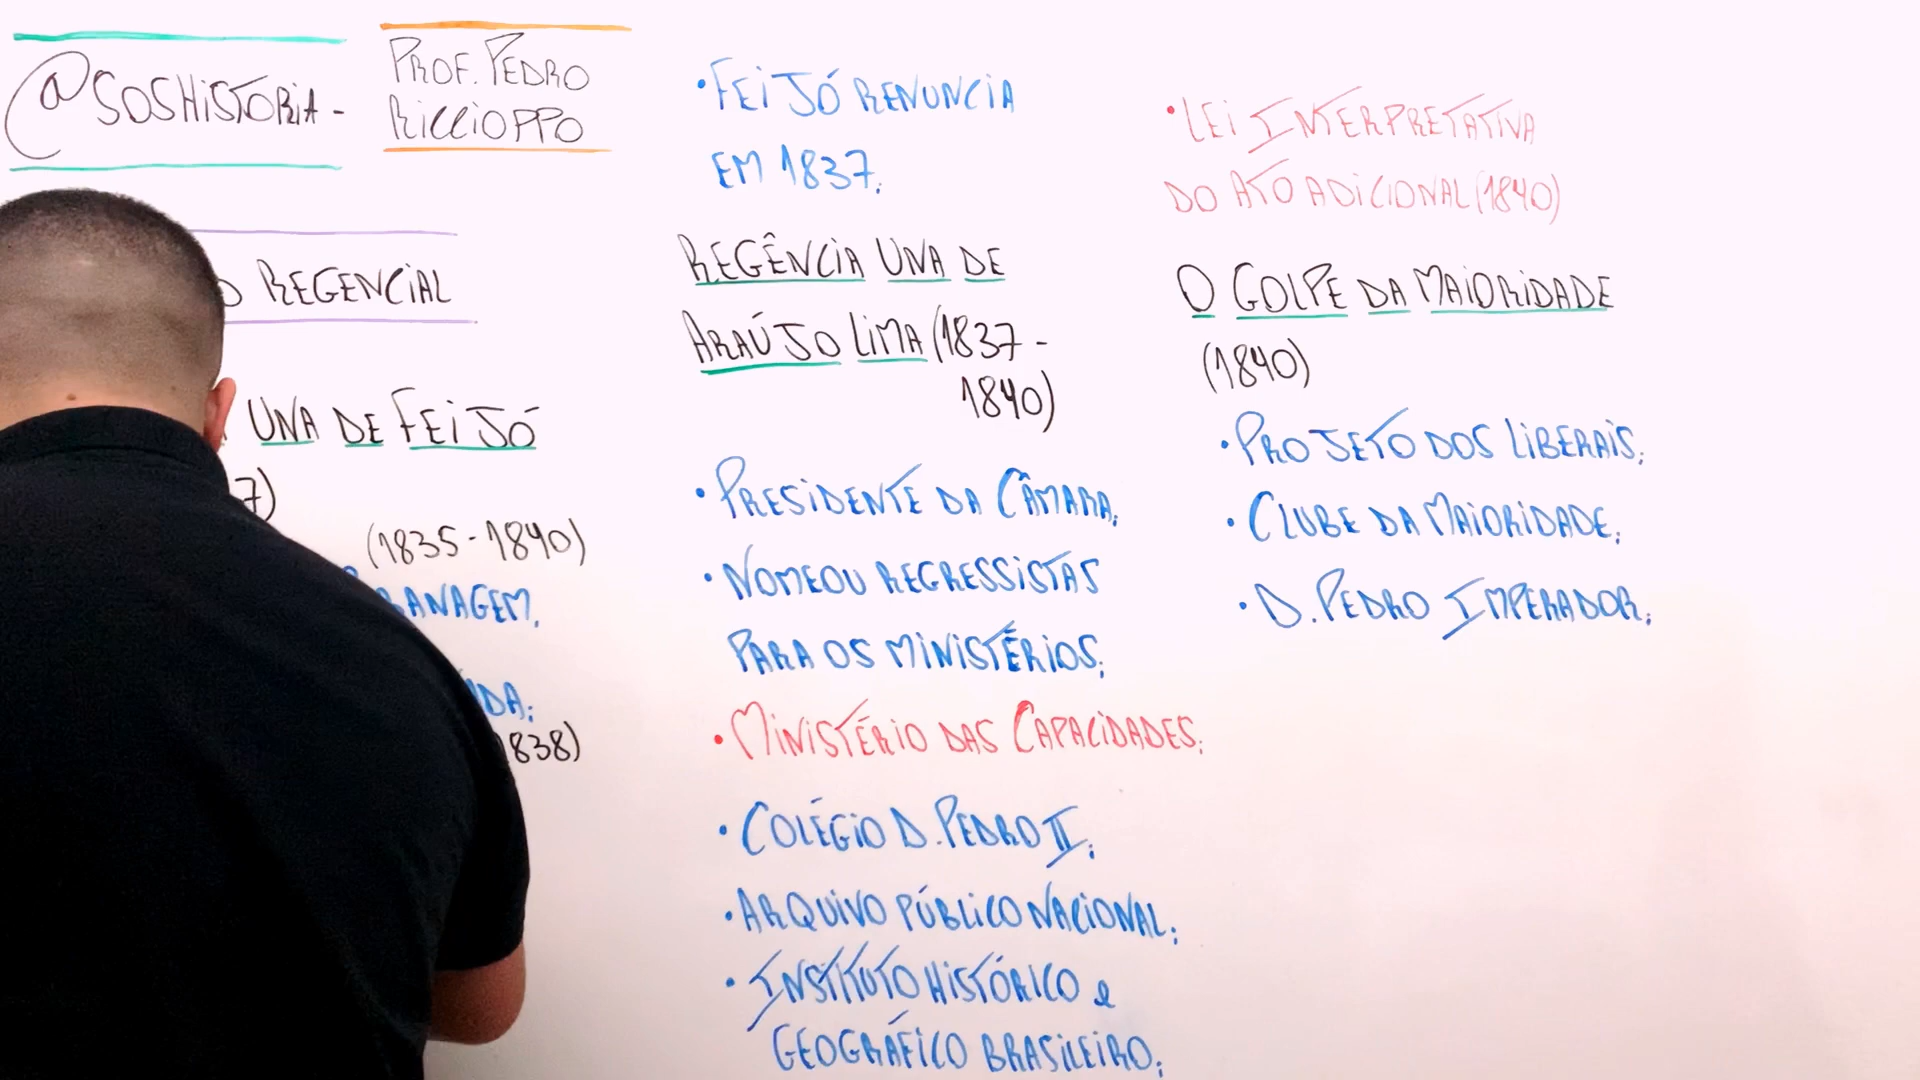 @SOSHISTORIA -
PROF. PEDRO
RICCIOPPO
REGENCIAL
UNA DE FEIJÓ
7)
(1835-1840)
BANAGEM.
DA;
1838)
• FEIJÓ RENUNCIA
EM 1837;
REGÊNCIA UNA DE
ARAÚJO LIMA (1837-
1840)
• PRESIDENTE DA CÂMARA;
• NOMEOU REGRESSISTAS
PARA OS MINISTÉRIOS;
• MINISTÉRIO DAS CAPACIDADES;
• COLÉGIO D. PEDRO II;
• ARQUIVO PÚBLICO NACIONAL;
• INSTITUTO HISTÓRICO e
GEOGRÁFICO BRASILEIRO;
• LEI INTERPRETATIVA
DO ATO ADICIONAL (1840)
O GOLPE DA MAIORIDADE
(1840)
• PROJETO DOS LIBERAIS;
• CLUBE DA MAIORIDADE;
• D. PEDRO IMPERADOR;